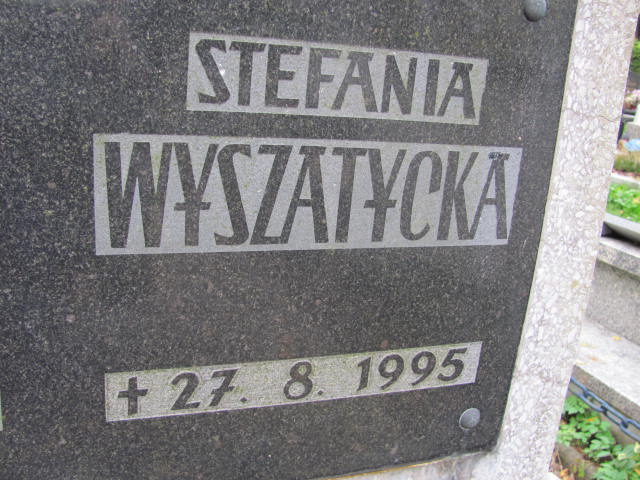 STEFANIA
WYSZATYCKA
✝ 27. 8. 1995